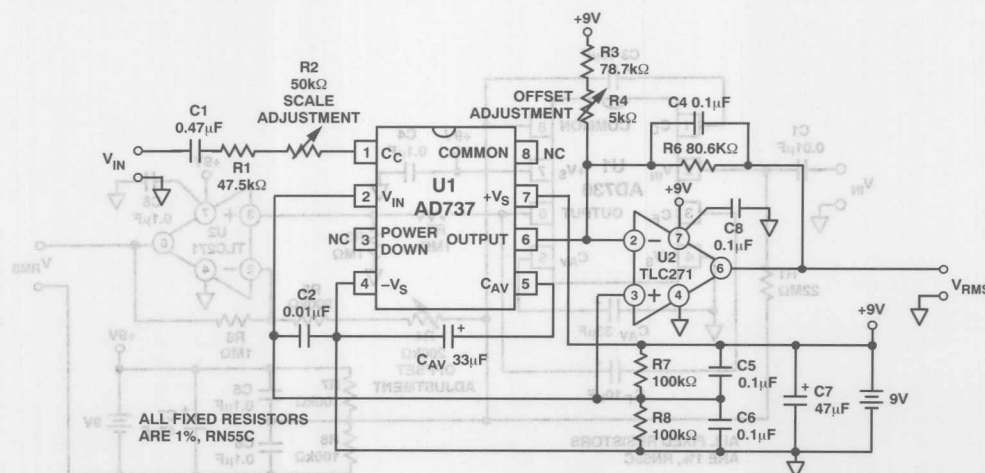 +9V
R3
78.7kΩ
R2
50kΩ
SCALE
ADJUSTMENT
OFFSET
ADJUSTMENT
R4
5kΩ
C4 0.1µF
R6 80.6KΩ
C1
0.47µF
VIN
R1
47.5kΩ
1 CC COMMON 8 NC
U1
AD737
2 VIN +VS 7
NC 3 POWER
DOWN OUTPUT 6
4 –VS CAV 5
+9V
C8
0.1µF
2 – 7
U2
TLC271
6
3 + 4
VRMS
C2
0.01µF
CAV 33µF +
+9V
R7
100kΩ
C5
0.1µF
R8
100kΩ
C6
0.1µF
+ C7
47µF
9V
ALL FIXED RESISTORS
ARE 1%, RN55C